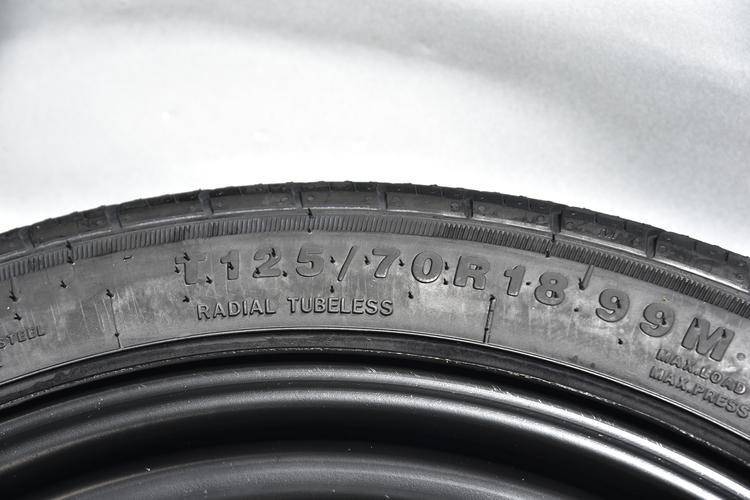 T125/70R18 99M
RADIAL TUBELESS
STEEL
MAX.LOAD
MAX.PRESS